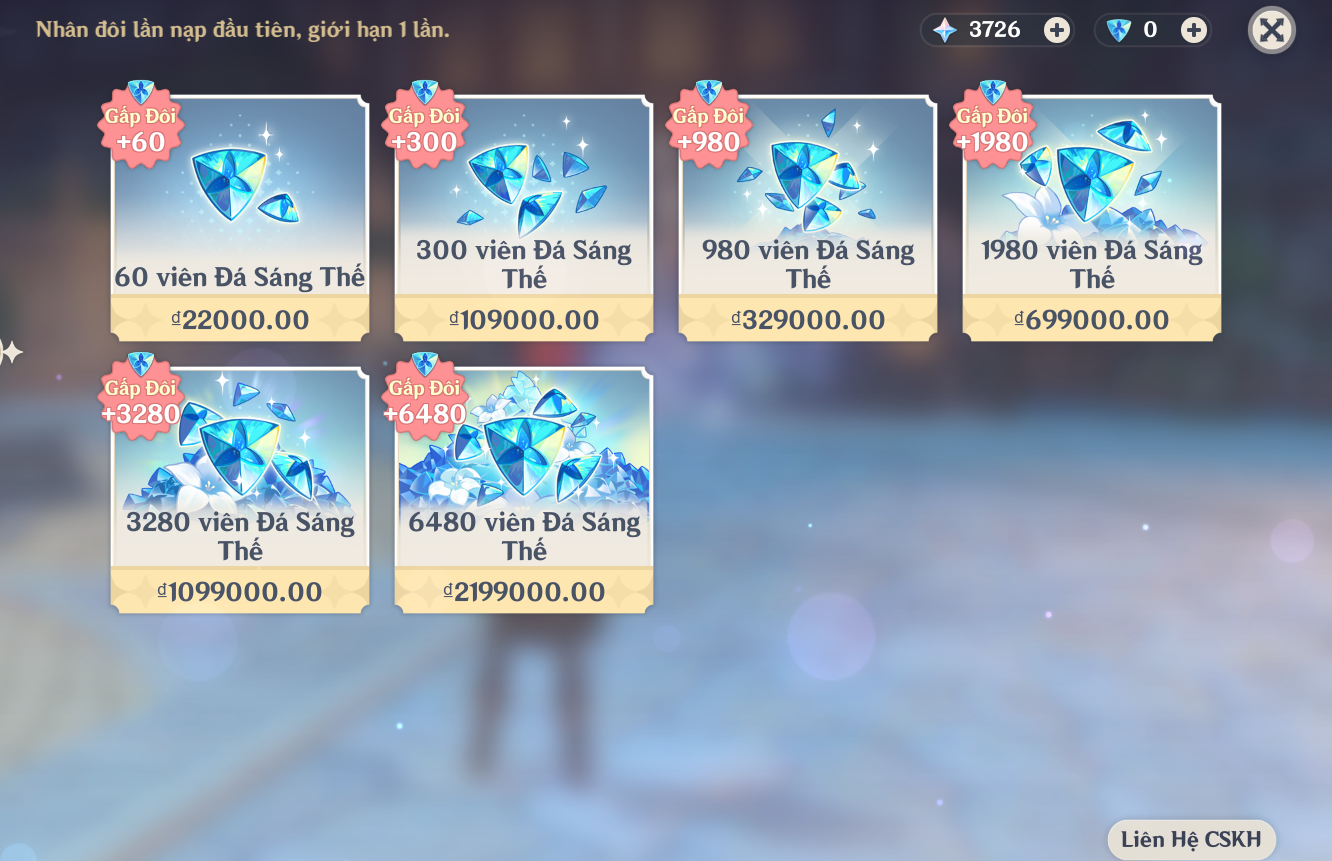 Nhân đôi lần nạp đầu tiên, giới hạn 1 lần.
3726
0
Gấp Đôi
+60
60 viên Đá Sáng Thế
₫22000.00
Gấp Đôi
+300
300 viên Đá Sáng
Thế
₫109000.00
Gấp Đôi
+980
980 viên Đá Sáng
Thế
₫329000.00
Gấp Đôi
+1980
1980 viên Đá Sáng
Thế
₫699000.00
Gấp Đôi
+3280
3280 viên Đá Sáng
Thế
₫1099000.00
Gấp Đôi
+6480
6480 viên Đá Sáng
Thế
₫2199000.00
Liên Hệ CSKH